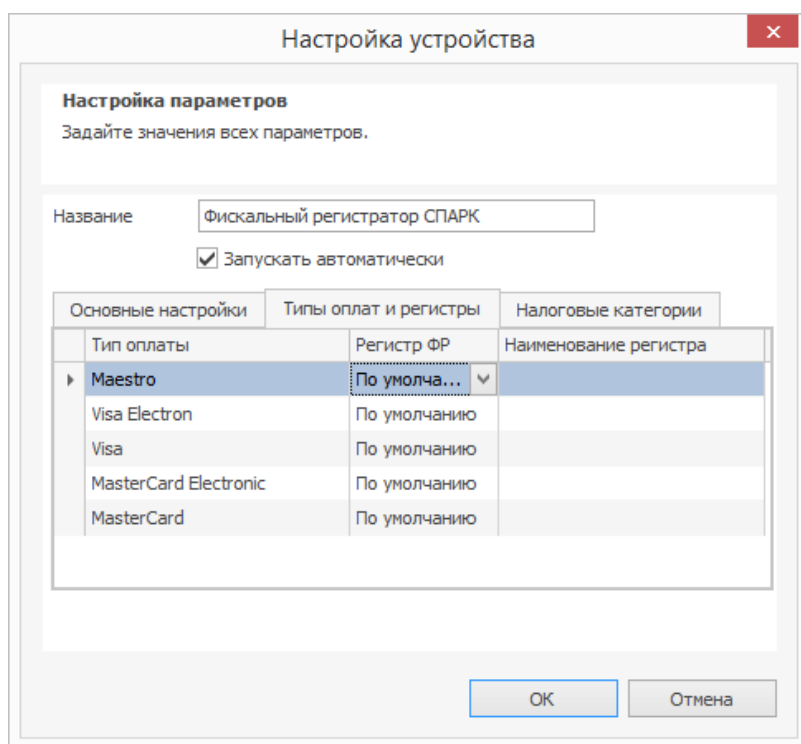 Настройка устройства
Настройка параметров
Задайте значения всех параметров.
Название Фискальный регистратор СПАРК
Запускать автоматически
Основные настройки Типы оплат и регистры Налоговые категории
Тип оплаты Регистр ФР Наименование регистра
Maestro По умолча...
Visa Electron По умолчанию
Visa По умолчанию
MasterCard Electronic По умолчанию
MasterCard По умолчанию
OK Отмена